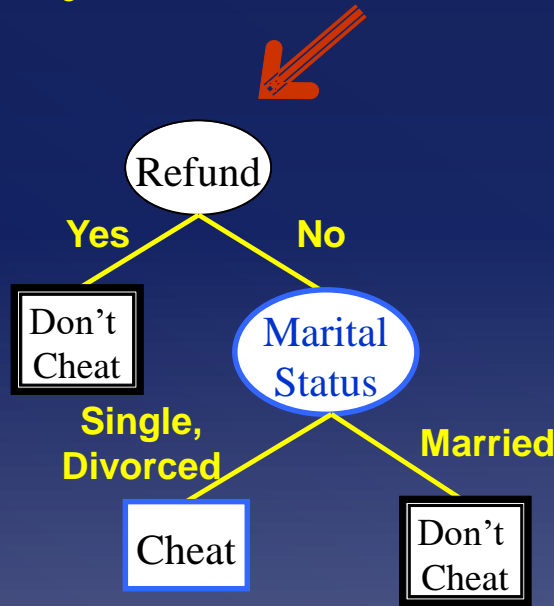 Refund
Yes
No
Don't
Cheat
Marital
Status
Single,
Divorced
Married
Cheat
Don't
Cheat